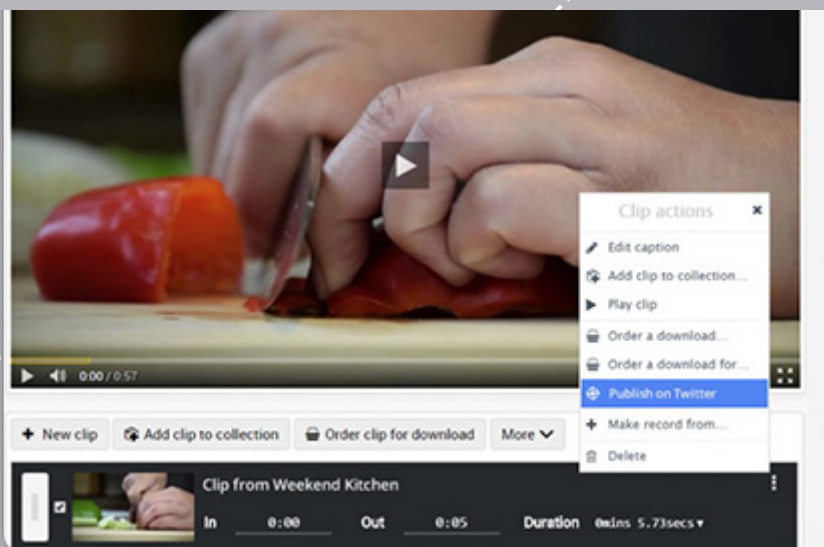 Clip actions
Edit caption
Add clip to collection...
Play clip
Order a download...
Order a download for...
Publish on Twitter
Make record from...
Delete
0:00 / 0:57
New clip
Add clip to collection
Order clip for download
More
Clip from Weekend Kitchen
In 0:00 Out 0:05 Duration 0mins 5.73secs